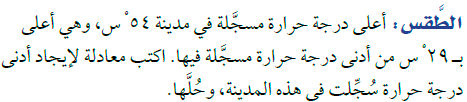 الطَّقس: أعلى درجة حرارة مسجَّلة في مدينة ٥٤ °س، وهي أعلى
بـ ٢٩ °س من أدنى درجة حرارة مسجَّلة فيها. اكتب معادلة لإيجاد أدنى
درجة حرارة سُجِّلت في هذه المدينة، وحُلَّها.